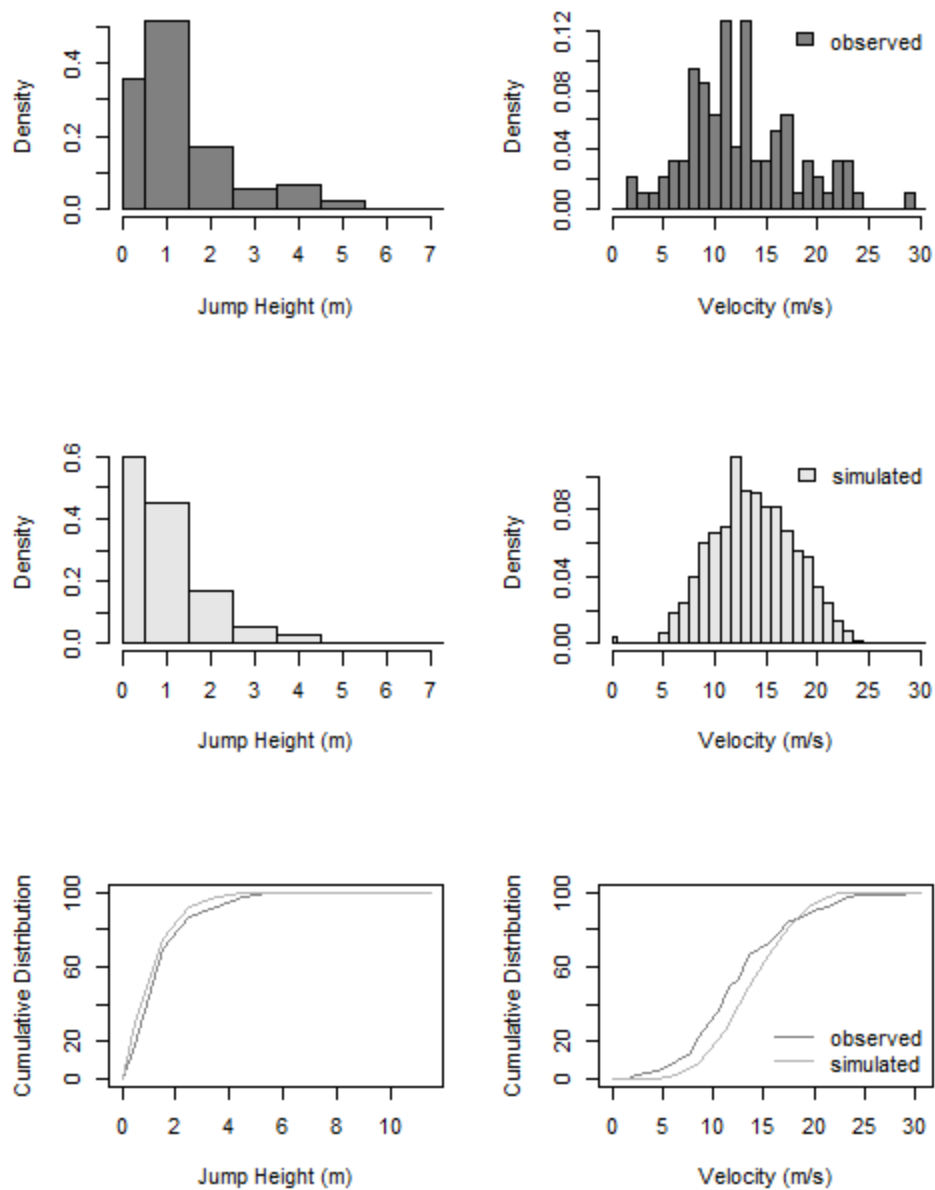 Density
0.0 0.2 0.4
0 1 2 3 4 5 6 7
Jump Height (m)
Density
0.00 0.04 0.08 0.12
observed
0 5 10 15 20 25 30
Velocity (m/s)
Density
0.0 0.2 0.4 0.6
0 1 2 3 4 5 6 7
Jump Height (m)
Density
0.00 0.04 0.08
simulated
0 5 10 15 20 25 30
Velocity (m/s)
Cumulative Distribution
0 20 60 100
0 2 4 6 8 10
Jump Height (m)
Cumulative Distribution
0 20 60 100
observed
simulated
0 5 10 15 20 25 30
Velocity (m/s)